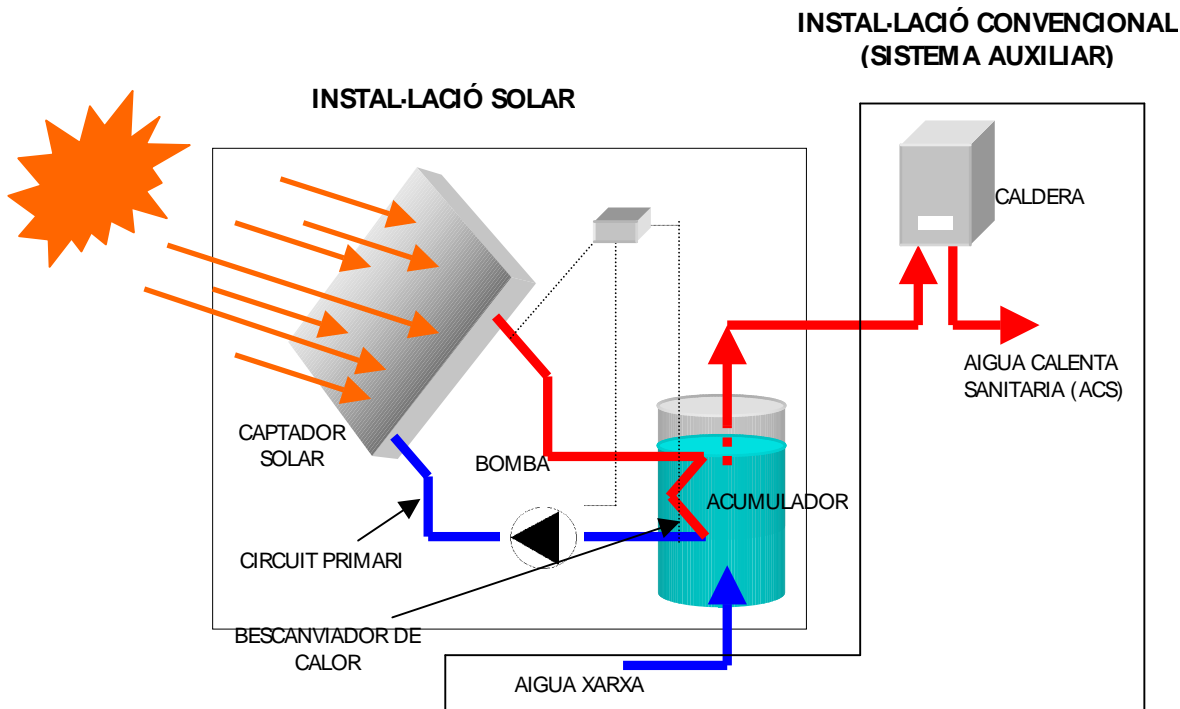 INSTAL·LACIÓ CONVENCIONAL
(SISTEMA AUXILIAR)
INSTAL·LACIÓ SOLAR
CALDERA
AIGUA CALENTA
SANITARIA (ACS)
CAPTADOR
SOLAR
BOMBA
ACUMULADOR
CIRCUIT PRIMARI
BESCANVIADOR DE
CALOR
AIGUA XARXA